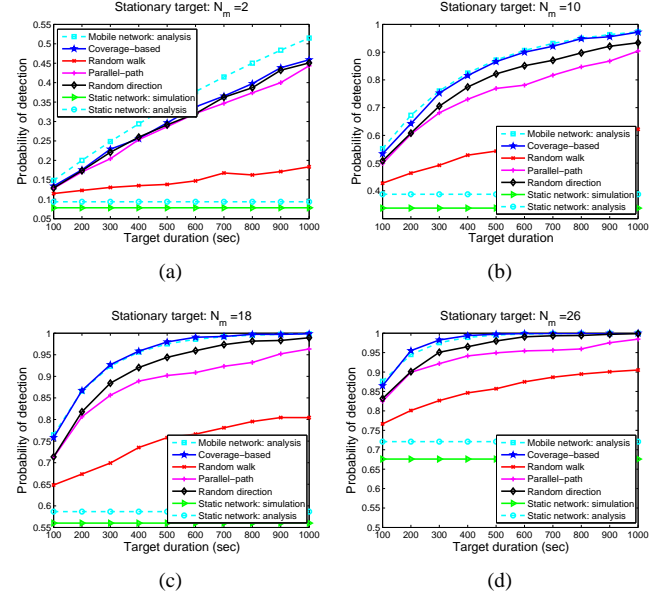 Stationary target: N_m =2
Probability of detection
0.55
0.5
0.45
0.4
0.35
0.3
0.25
0.2
0.15
0.1
0.05
Mobile network: analysis
Coverage-based
Random walk
Parallel-path
Random direction
Static network: simulation
Static network: analysis
100 200 300 400 500 600 700 800 900 1000
Target duration (sec)
(a)
Stationary target: N_m =10
Probability of detection
1
0.9
0.8
0.7
0.6
0.5
0.4
Mobile network: analysis
Coverage-based
Random walk
Parallel-path
Random direction
Static network: simulation
Static network: analysis
100 200 300 400 500 600 700 800 900 1000
Target duration
(b)
Stationary target: N_m =18
Probability of detection
1
0.95
0.9
0.85
0.8
0.75
0.7
0.65
0.6
0.55
Mobile network: analysis
Coverage-based
Random walk
Parallel-path
Random direction
Static network: simulation
Static network: analysis
100 200 300 400 500 600 700 800 900 1000
Target duration (sec)
(c)
Stationary target: N_m =26
Probability of detection
1
0.95
0.9
0.85
0.8
0.75
0.7
0.65
0.6
0.55
0.5
Mobile network: analysis
Coverage-based
Random walk
Parallel-path
Random direction
Static network: simulation
Static network: analysis
100 200 300 400 500 600 700 800 900 1000
Target duration (sec)
(d)